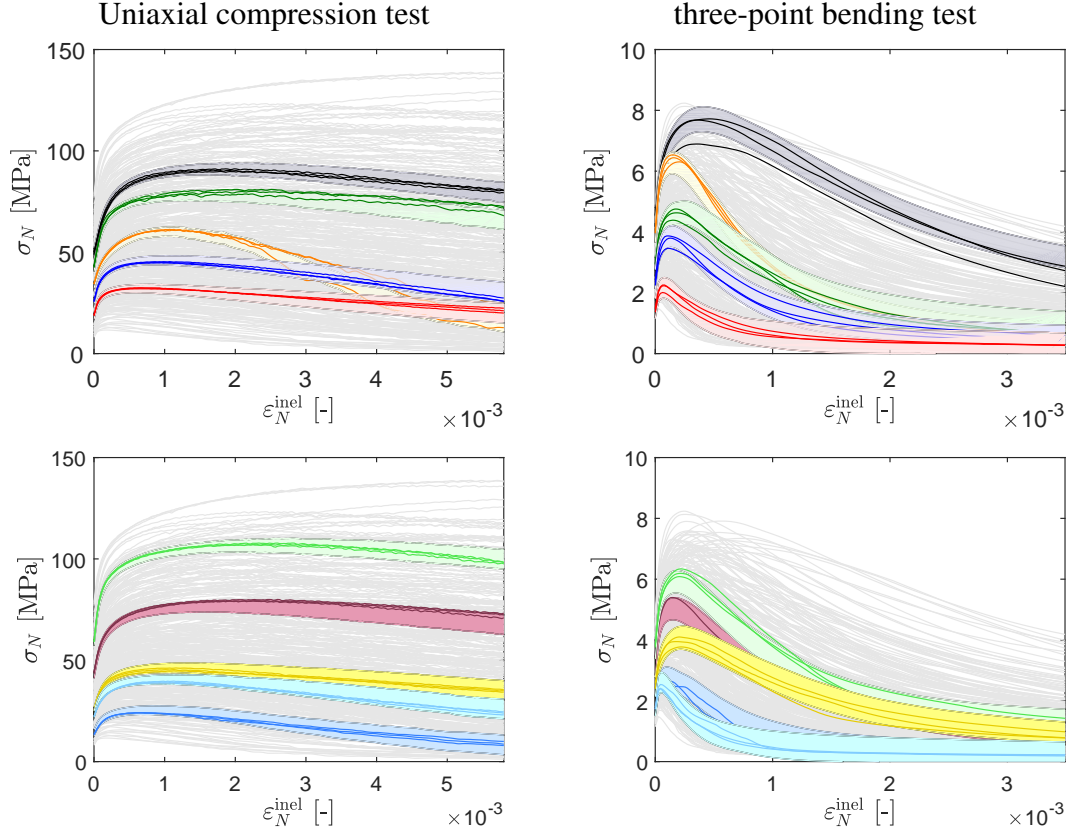 Uniaxial compression test
three-point bending test
150
100
50
0
σN [MPa]
0 1 2 3 4 5
εNinel [-]
×10-3
10
8
6
4
2
0
σN [MPa]
0 1 2 3
εNinel [-]
×10-3
150
100
50
0
σN [MPa]
0 1 2 3 4 5
εNinel [-]
×10-3
10
8
6
4
2
0
σN [MPa]
0 1 2 3
εNinel [-]
×10-3